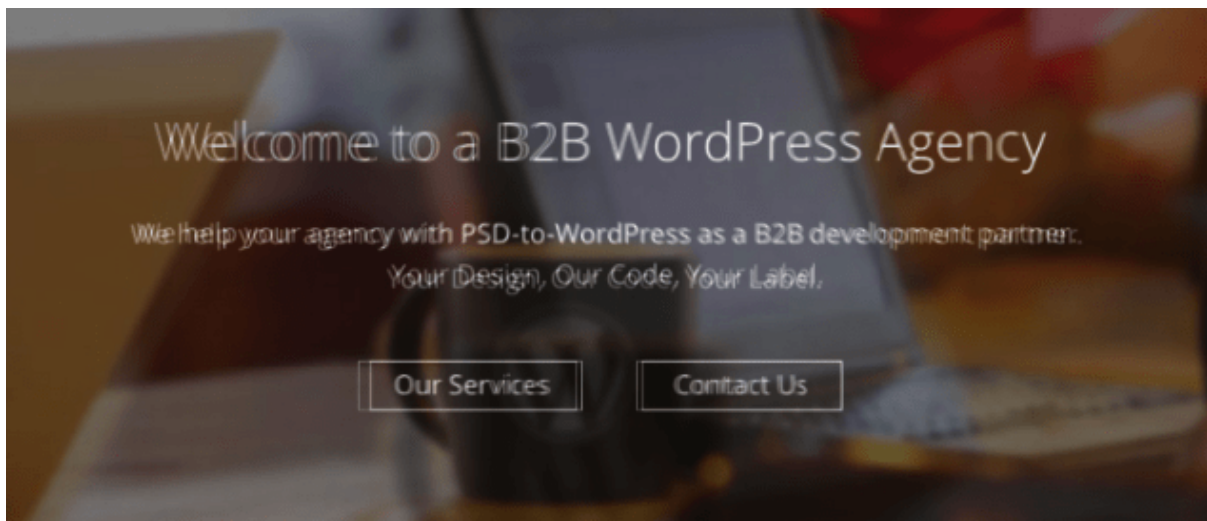 Welcome to a B2B WordPress Agency
We help your agency with PSD-to-WordPress as a B2B development partner.
Your Design, Our Code, Your Label.
Our Services
Contact Us